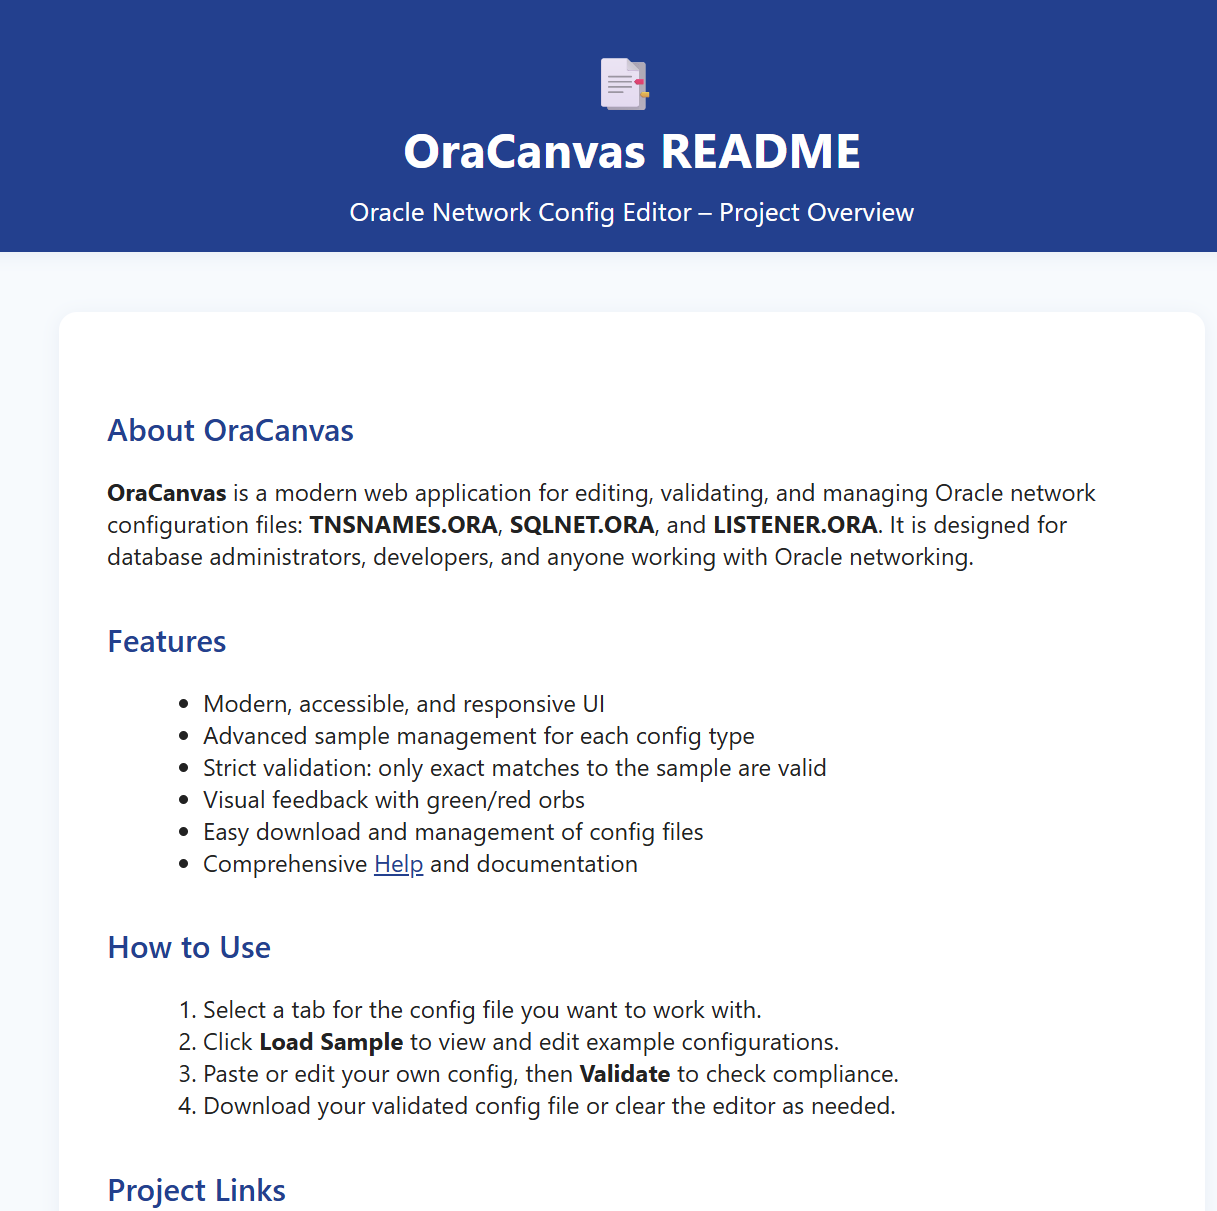 OraCanvas README
Oracle Network Config Editor – Project Overview
About OraCanvas
OraCanvas is a modern web application for editing, validating, and managing Oracle network
configuration files: TNSNAMES.ORA, SQLNET.ORA, and LISTENER.ORA. It is designed for
database administrators, developers, and anyone working with Oracle networking.
Features
• Modern, accessible, and responsive UI
• Advanced sample management for each config type
• Strict validation: only exact matches to the sample are valid
• Visual feedback with green/red orbs
• Easy download and management of config files
• Comprehensive Help and documentation
How to Use
1. Select a tab for the config file you want to work with.
2. Click Load Sample to view and edit example configurations.
3. Paste or edit your own config, then Validate to check compliance.
4. Download your validated config file or clear the editor as needed.
Project Links